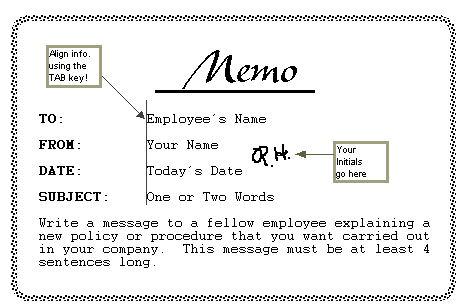 Align info.
using the
TAB key!
Memo
TO: Employee´s Name
FROM: Your Name
R.H.
Your
Initials
go here
DATE: Today´s Date
SUBJECT: One or Two Words
Write a message to a fellow employee explaining a
new policy or procedure that you want carried out
in your company. This message must be at least 4
sentences long.